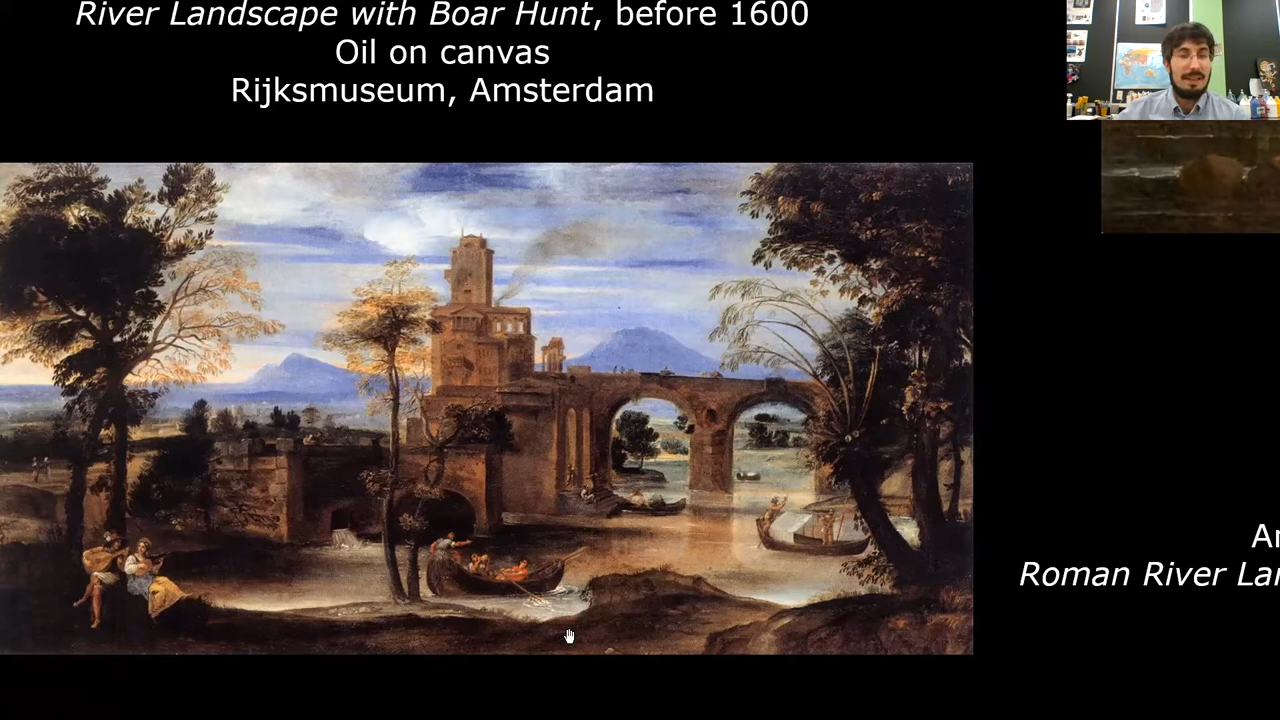 River Landscape with Boar Hunt, before 1600
Oil on canvas
Rijksmuseum, Amsterdam
Roman River